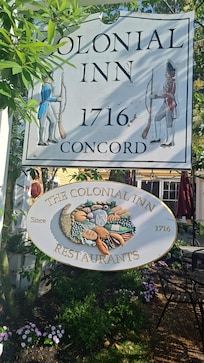 COLONIAL
INN
1716
CONCORD
THE COLONIAL INN
Since 1716
RESTAURANTS